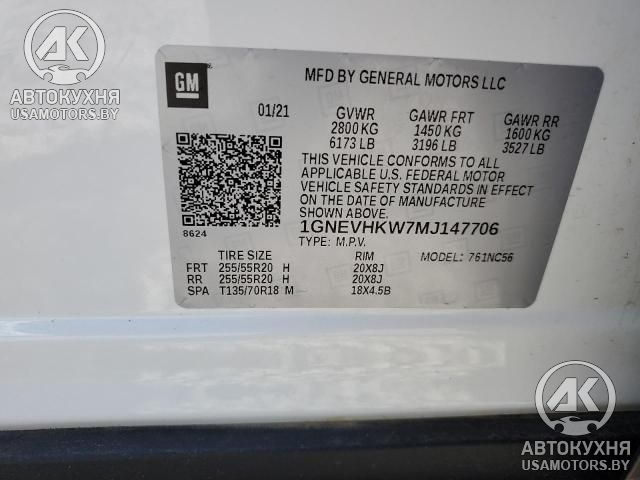 AK
АВТОКУХНЯ
USAMOTORS.BY
GM
MFD BY GENERAL MOTORS LLC
01/21 GVWR GAWR FRT GAWR RR
2800 KG 1450 KG 1600 KG
6173 LB 3196 LB 3527 LB
THIS VEHICLE CONFORMS TO ALL
APPLICABLE U.S. FEDERAL MOTOR
VEHICLE SAFETY STANDARDS IN EFFECT
ON THE DATE OF MANUFACTURE
SHOWN ABOVE.
8624 1GNEVHKW7MJ147706
TYPE: M.P.V. MODEL: 761NC56
TIRE SIZE RIM
FRT 255/55R20 H 20X8J
RR 255/55R20 H 20X8J
SPA T135/70R18 M 18X4.5B
AK
АВТОКУХНЯ
USAMOTORS.BY